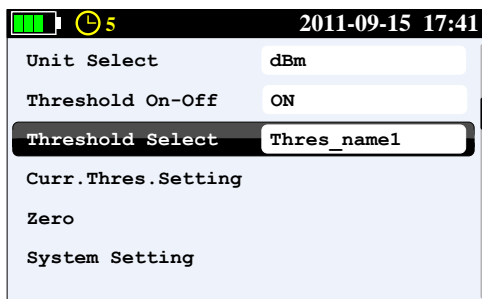 5 2011-09-15 17:41
Unit Select dBm
Threshold On-Off ON
Threshold Select Thres_name1
Curr.Thres.Setting
Zero
System Setting